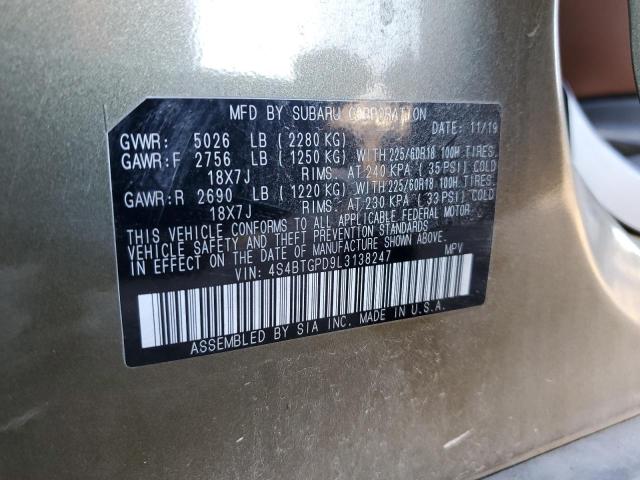 MFD BY SUBARU CORPORATION
DATE: 11/19
GVWR: 5026 LB ( 2280 KG)
GAWR:F 2756 LB ( 1250 KG) WITH 225/60R18 100H TIRES,
18X7J RIMS, AT 240 KPA ( 35 PSI) COLD
GAWR:R 2690 LB ( 1220 KG) WITH 225/60R18 100H TIRES,
18X7J RIMS, AT 230 KPA ( 33 PSI) COLD
THIS VEHICLE CONFORMS TO ALL APPLICABLE FEDERAL MOTOR
VEHICLE SAFETY AND THEFT PREVENTION STANDARDS
IN EFFECT ON THE DATE OF MANUFACTURE SHOWN ABOVE.
VIN: 4S4BTGPD9L3138247 MPV
ASSEMBLED BY SIA INC. MADE IN U.S.A.